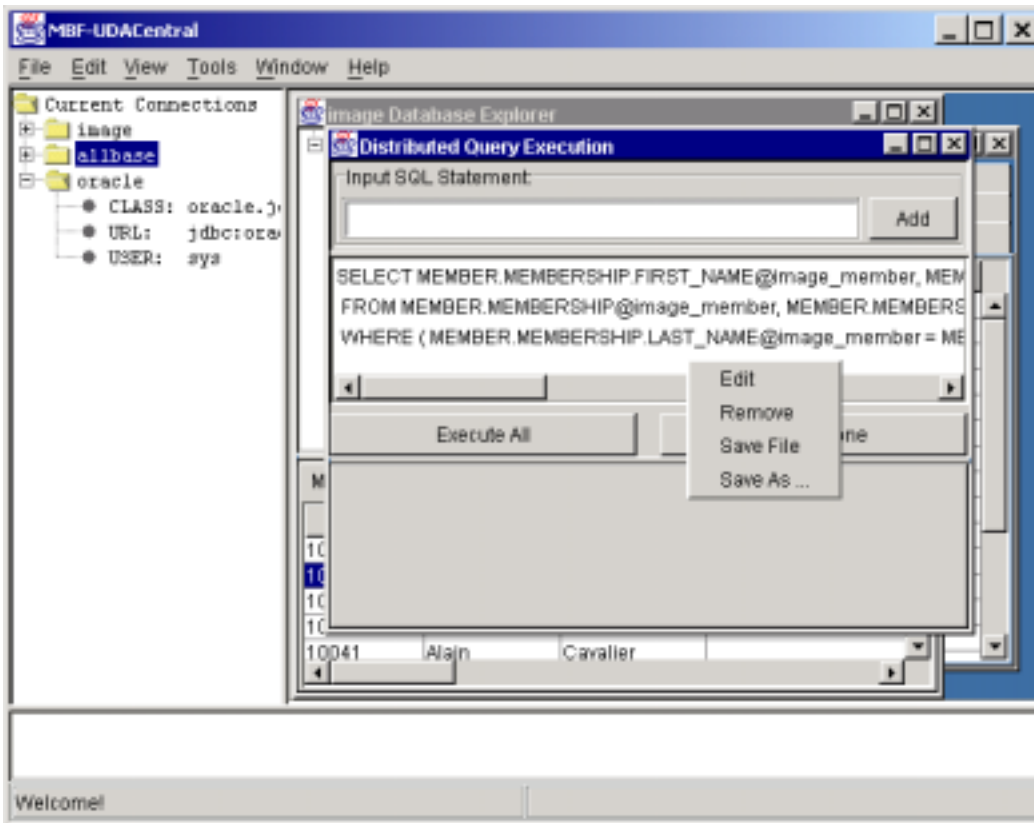 MBF-UDACentral
File Edit View Tools Window Help
Current Connections
image
allbase
oracle
CLASS: oracle.j
URL: jdbc:ora
USER: sys
image Database Explorer
Distributed Query Execution
Input SQL Statement:
Add
SELECT MEMBER.MEMBERSHIP.FIRST_NAME@image_member, MEM
FROM MEMBER.MEMBERSHIP@image_member, MEMBER.MEMBERS
WHERE ( MEMBER.MEMBERSHIP.LAST_NAME@image_member = ME
Edit
Remove
Save File
Save As ...
Execute All
ne
M
10
10
10
10
10041 Alain Cavalier
Welcome!